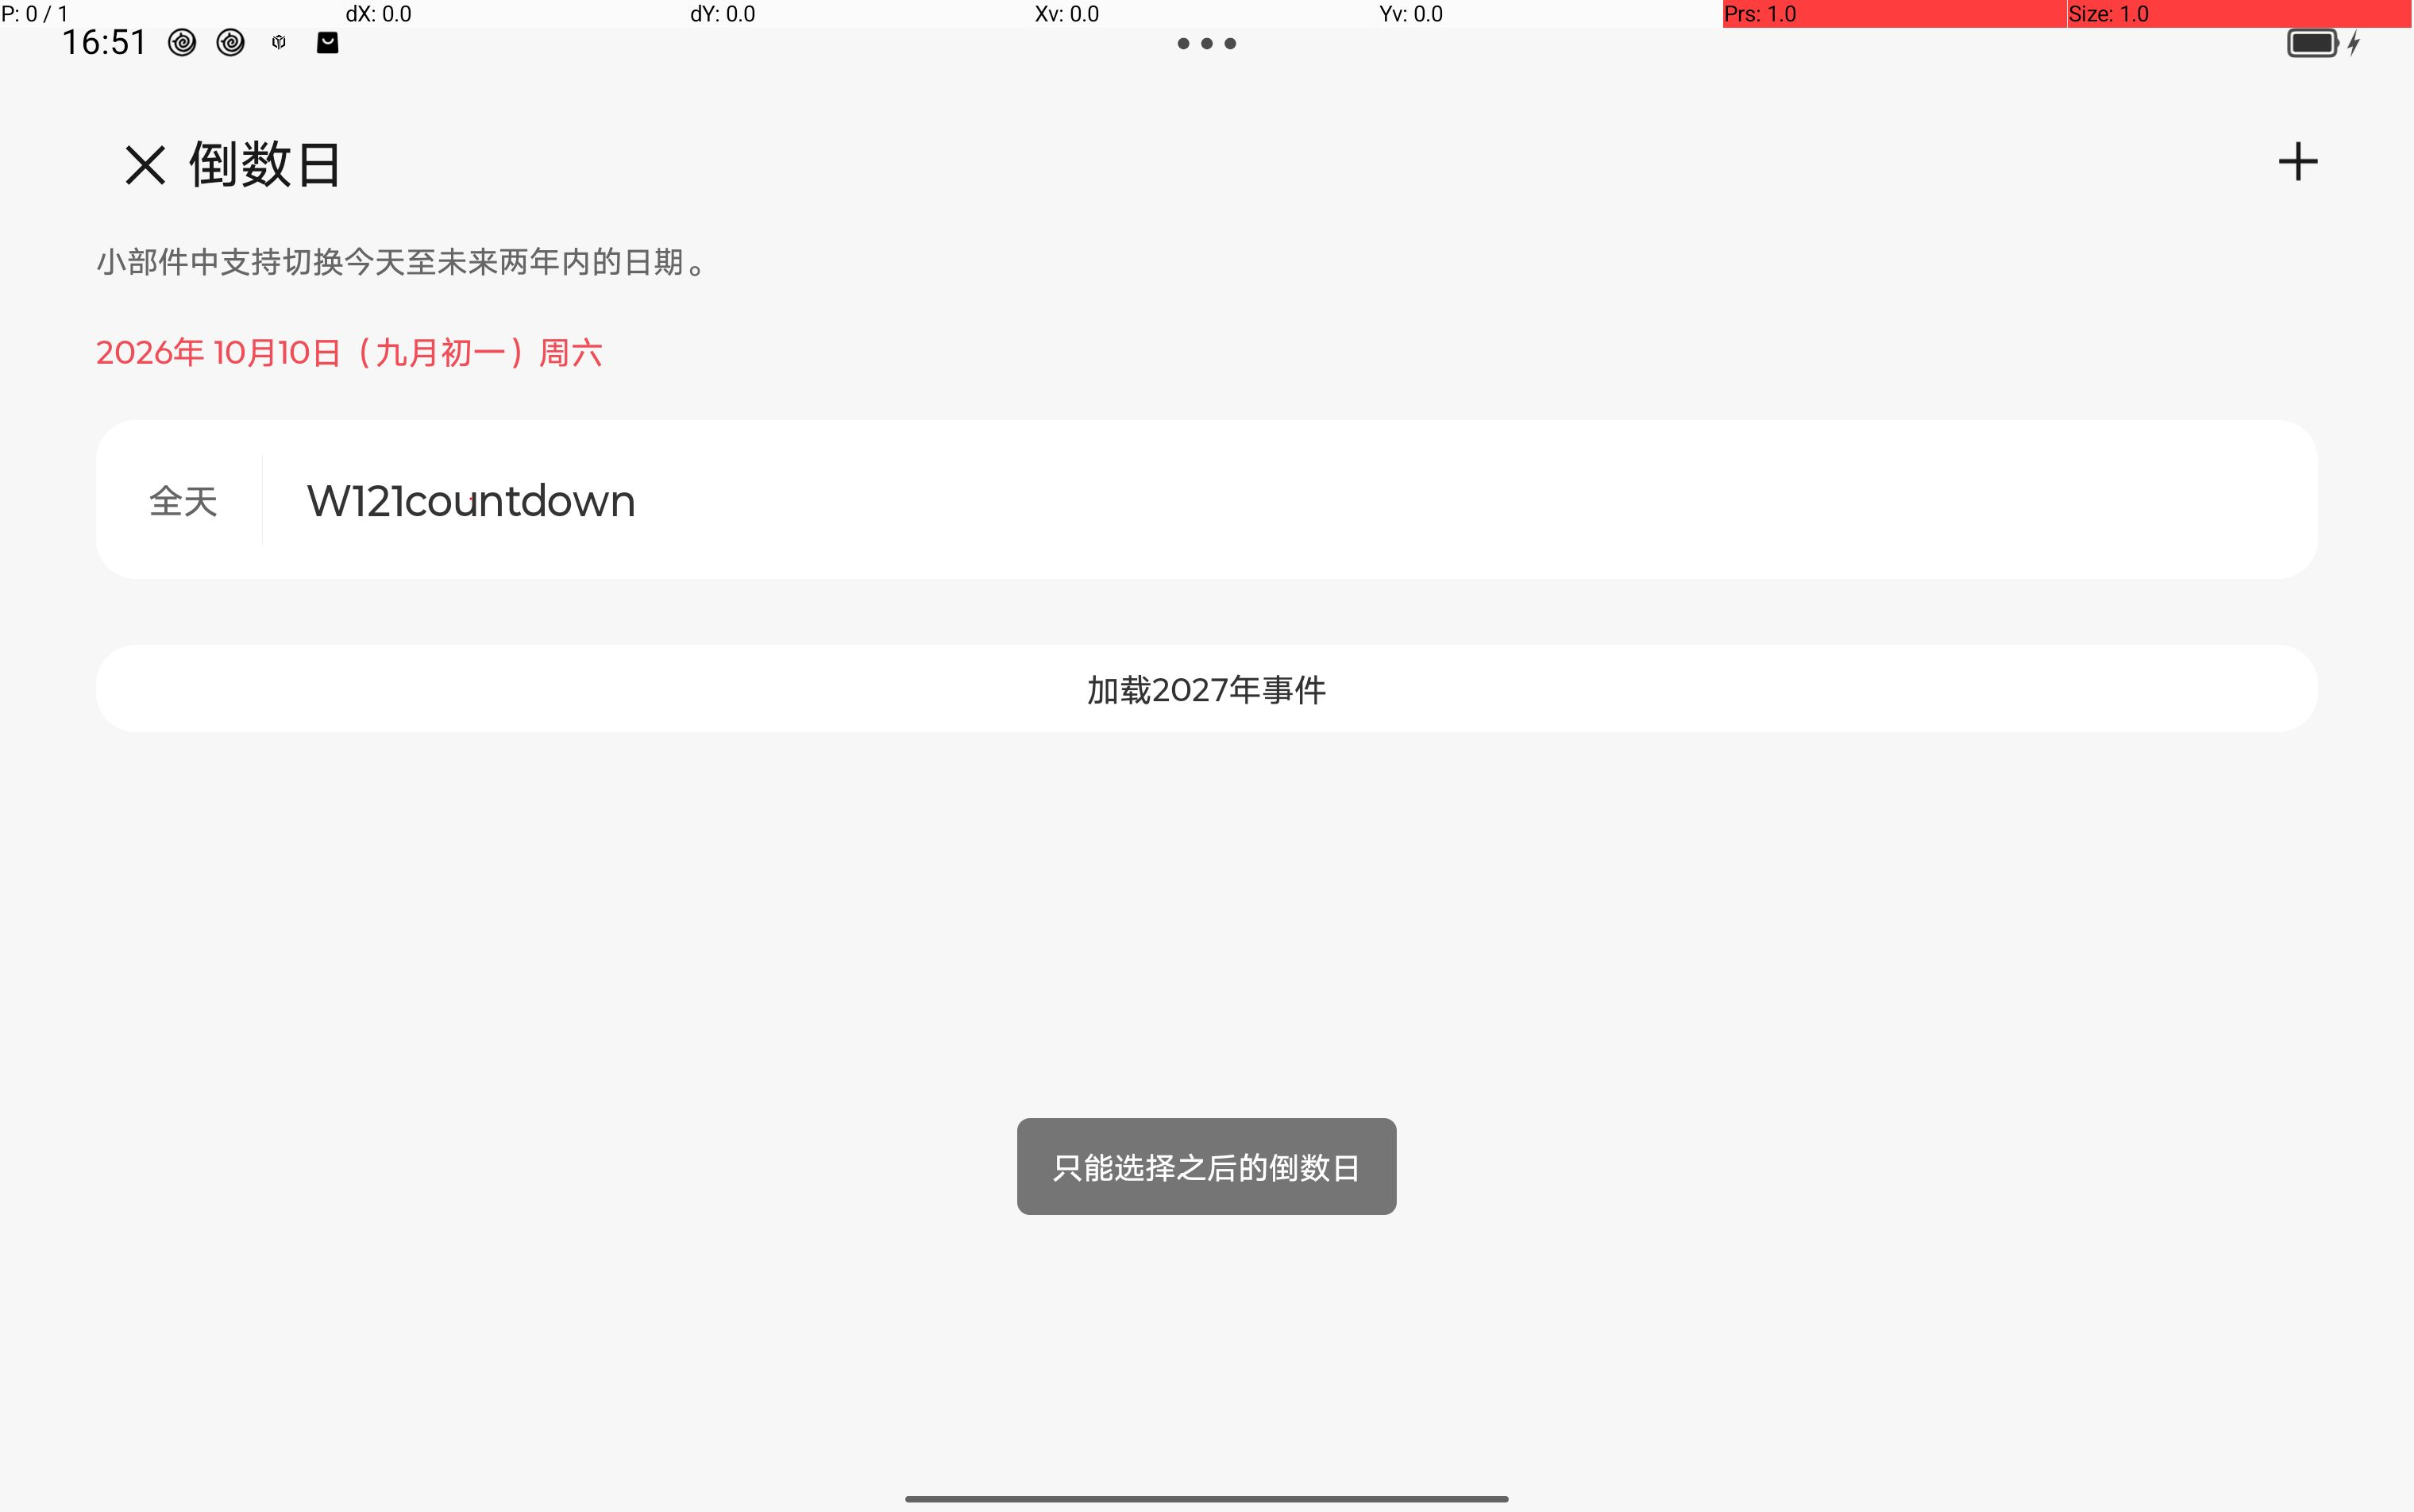 P: 0 / 1 dX: 0.0 dY: 0.0 Xv: 0.0 Yv: 0.0 Prs: 1.0 Size: 1.0
16:51
倒数日
小部件中支持切换今天至未来两年内的日期。
2026年 10月10日（九月初一）周六
全天 W121countdown
加载2027年事件
只能选择之后的倒数日